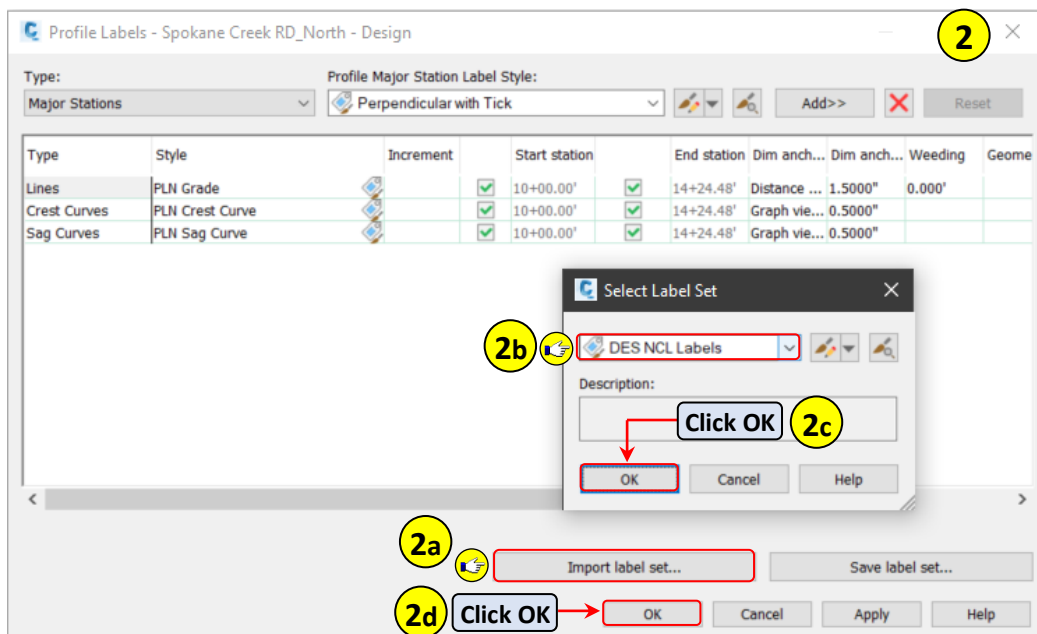 Profile Labels - Spokane Creek RD_North - Design
2
Type:
Profile Major Station Label Style:
Major Stations
Perpendicular with Tick
Add>>
Reset
Type Style Increment Start station End station Dim anch... Dim anch... Weeding Geome
Lines PLN Grade 10+00.00' 14+24.48' Distance ... 1.5000" 0.000'
Crest Curves PLN Crest Curve 10+00.00' 14+24.48' Graph vie... 0.5000"
Sag Curves PLN Sag Curve 10+00.00' 14+24.48' Graph vie... 0.5000"
Select Label Set
2b
DES NCL Labels
Description:
Click OK
2c
OK Cancel Help
2a
Import label set...
Save label set...
2d
Click OK
OK Cancel Apply Help